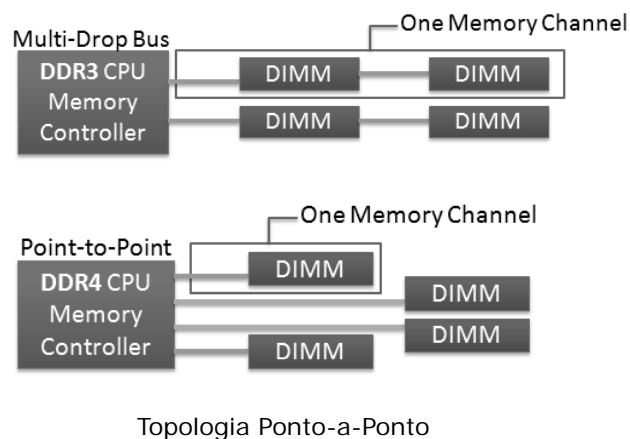 One Memory Channel
Multi-Drop Bus
DDR3 CPU
Memory
Controller
DIMM DIMM
DIMM DIMM
One Memory Channel
Point-to-Point
DDR4 CPU
Memory
Controller
DIMM
DIMM
DIMM
DIMM
Topologia Ponto-a-Ponto